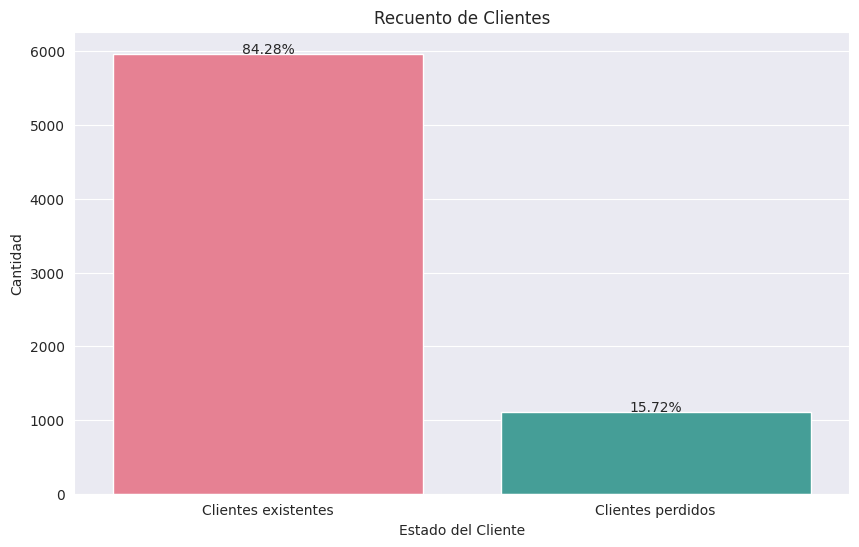 Recuento de Clientes
Cantidad
6000
5000
4000
3000
2000
1000
0
84.28%
15.72%
Clientes existentes
Clientes perdidos
Estado del Cliente